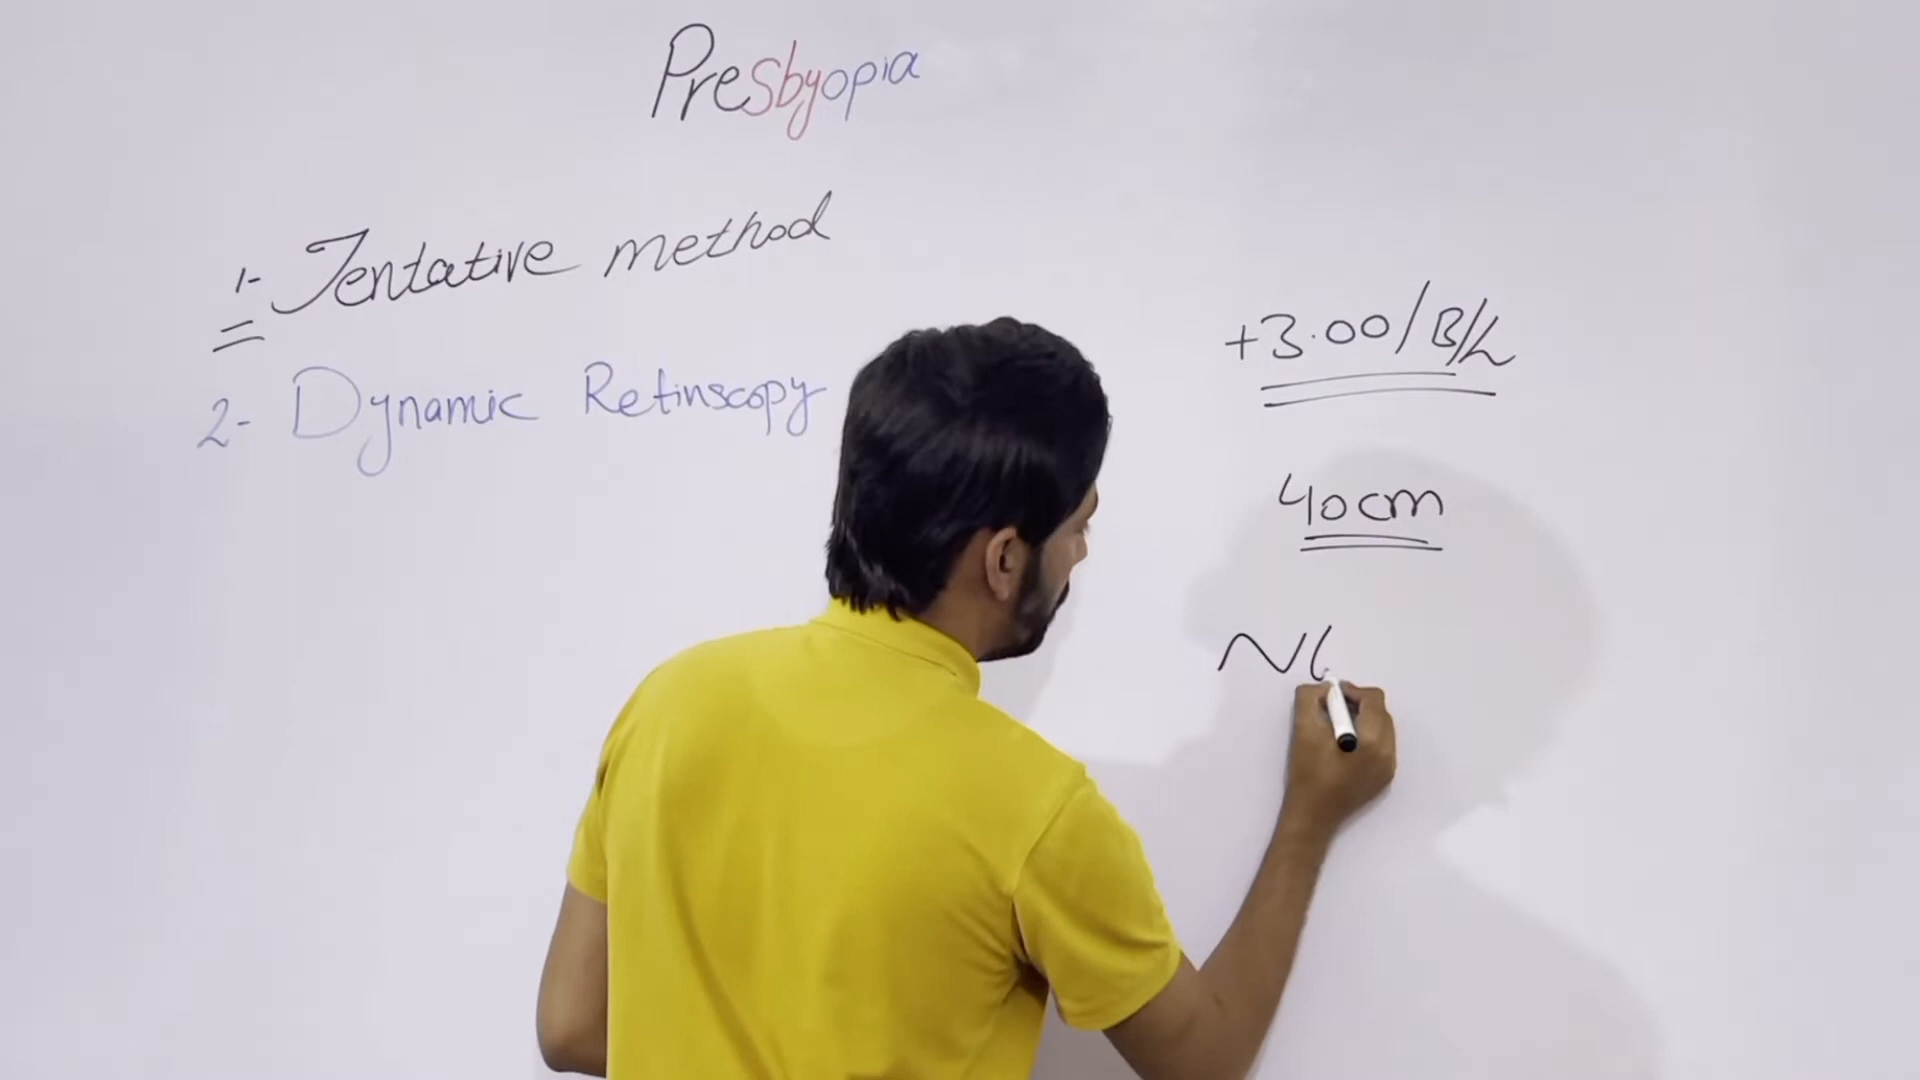 Presbyopia
1- Tentative method
2- Dynamic Retinscopy
+3.00/B/L
40cm
N